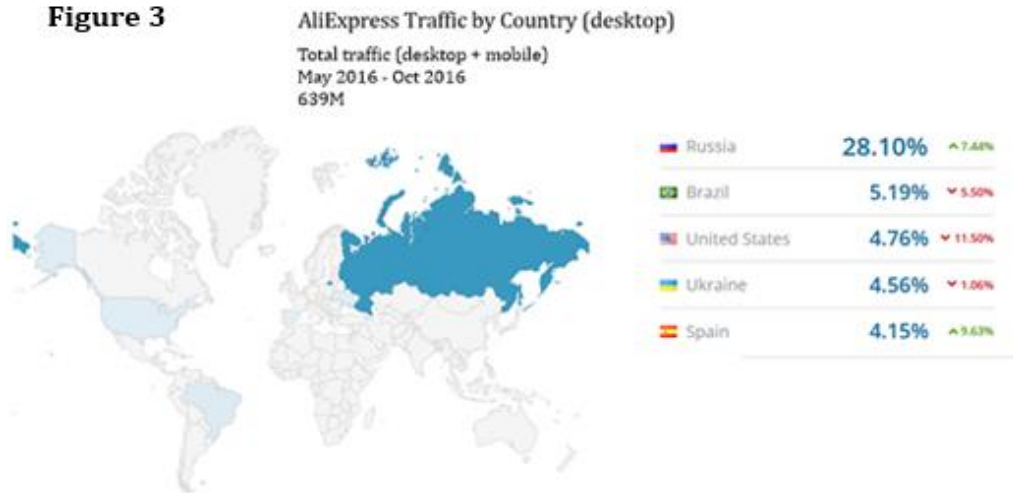 Figure 3
AliExpress Traffic by Country (desktop)
Total traffic (desktop + mobile)
May 2016 - Oct 2016
639M
Russia 28.10% 7.44%
Brazil 5.19% 5.50%
United States 4.76% 11.50%
Ukraine 4.56% 1.06%
Spain 4.15% 9.63%